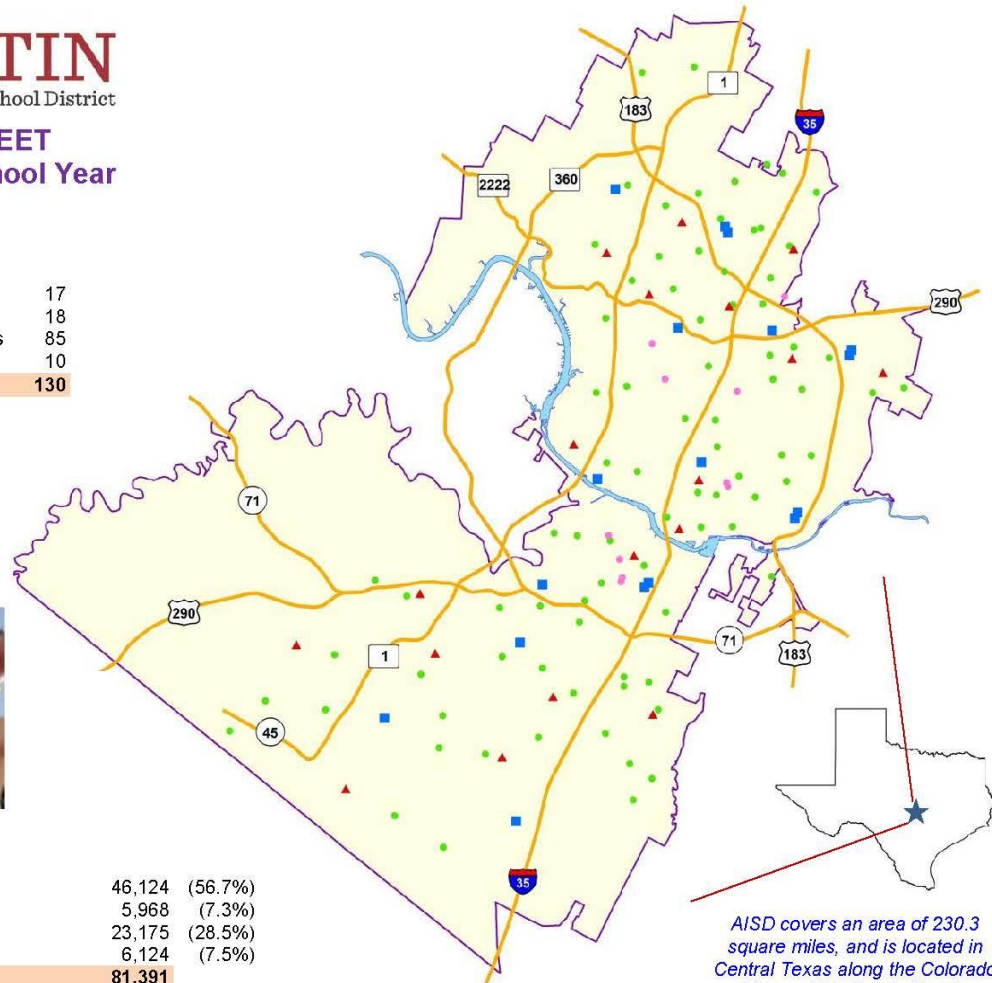 TIN
hool District
EET
hool Year
17
18
s 85
10
130
1
183
35
2222
360
290
71
290
1
45
71
183
35
46,124 (56.7%)
5,968 (7.3%)
23,175 (28.5%)
6,124 (7.5%)
81,391
AISD covers an area of 230.3
square miles, and is located in
Central Texas along the Colorado